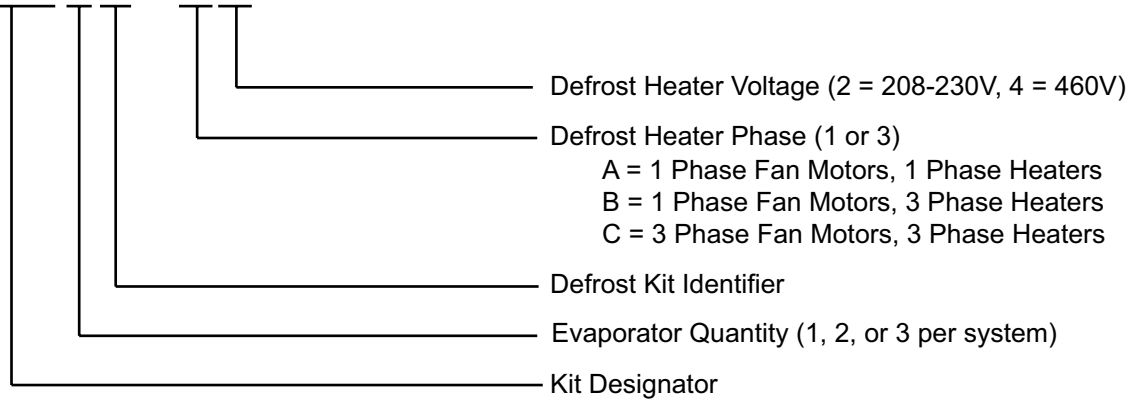 Defrost Heater Voltage (2 = 208-230V, 4 = 460V)
Defrost Heater Phase (1 or 3)
A = 1 Phase Fan Motors, 1 Phase Heaters
B = 1 Phase Fan Motors, 3 Phase Heaters
C = 3 Phase Fan Motors, 3 Phase Heaters
Defrost Kit Identifier
Evaporator Quantity (1, 2, or 3 per system)
Kit Designator